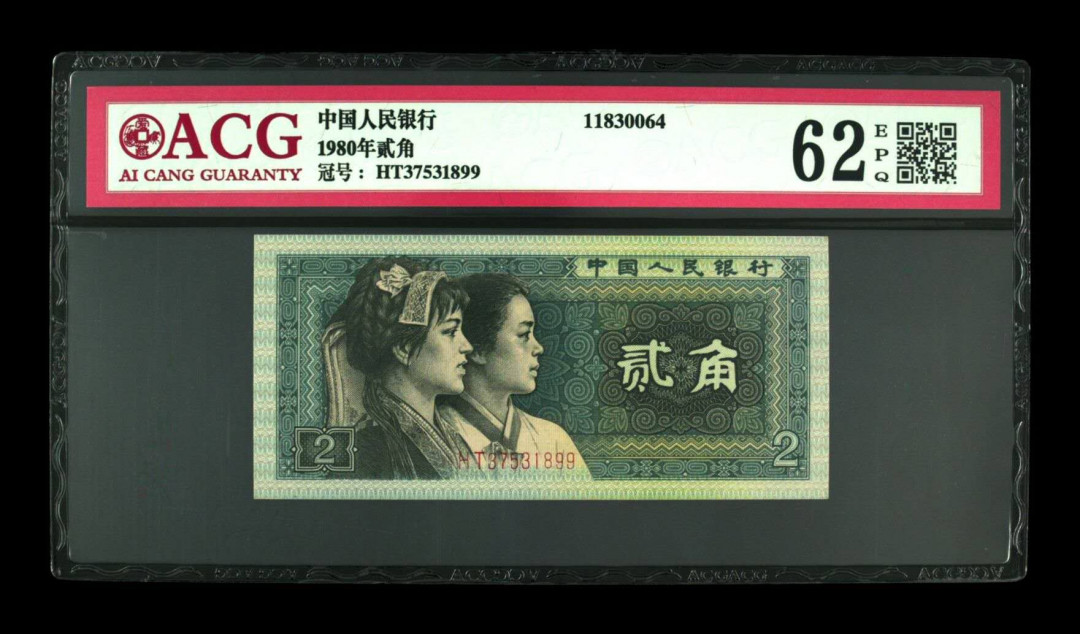 ACG
AI CANG GUARANTY
中国人民银行
1980年贰角
冠号：HT37531899
11830064
62
EPQ
中国人民银行
贰角
2
2
HT37531899